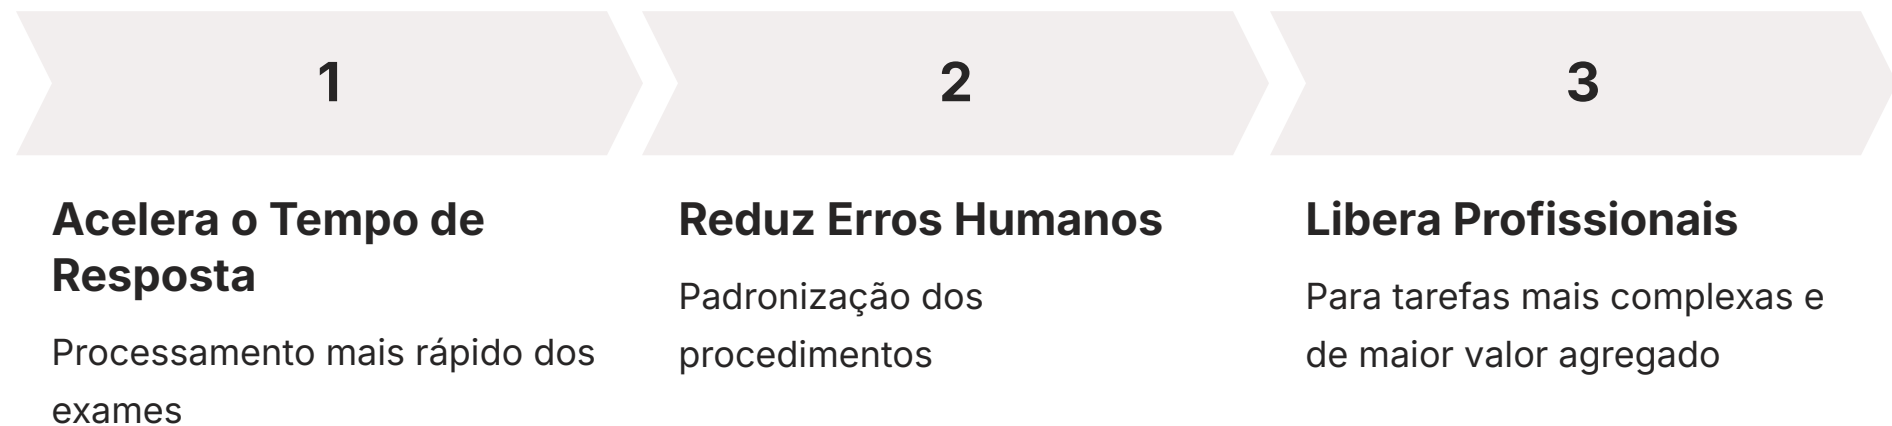 1
Acelera o Tempo de
Resposta
Processamento mais rápido dos
exames
2
Reduz Erros Humanos
Padronização dos
procedimentos
3
Libera Profissionais
Para tarefas mais complexas e
de maior valor agregado